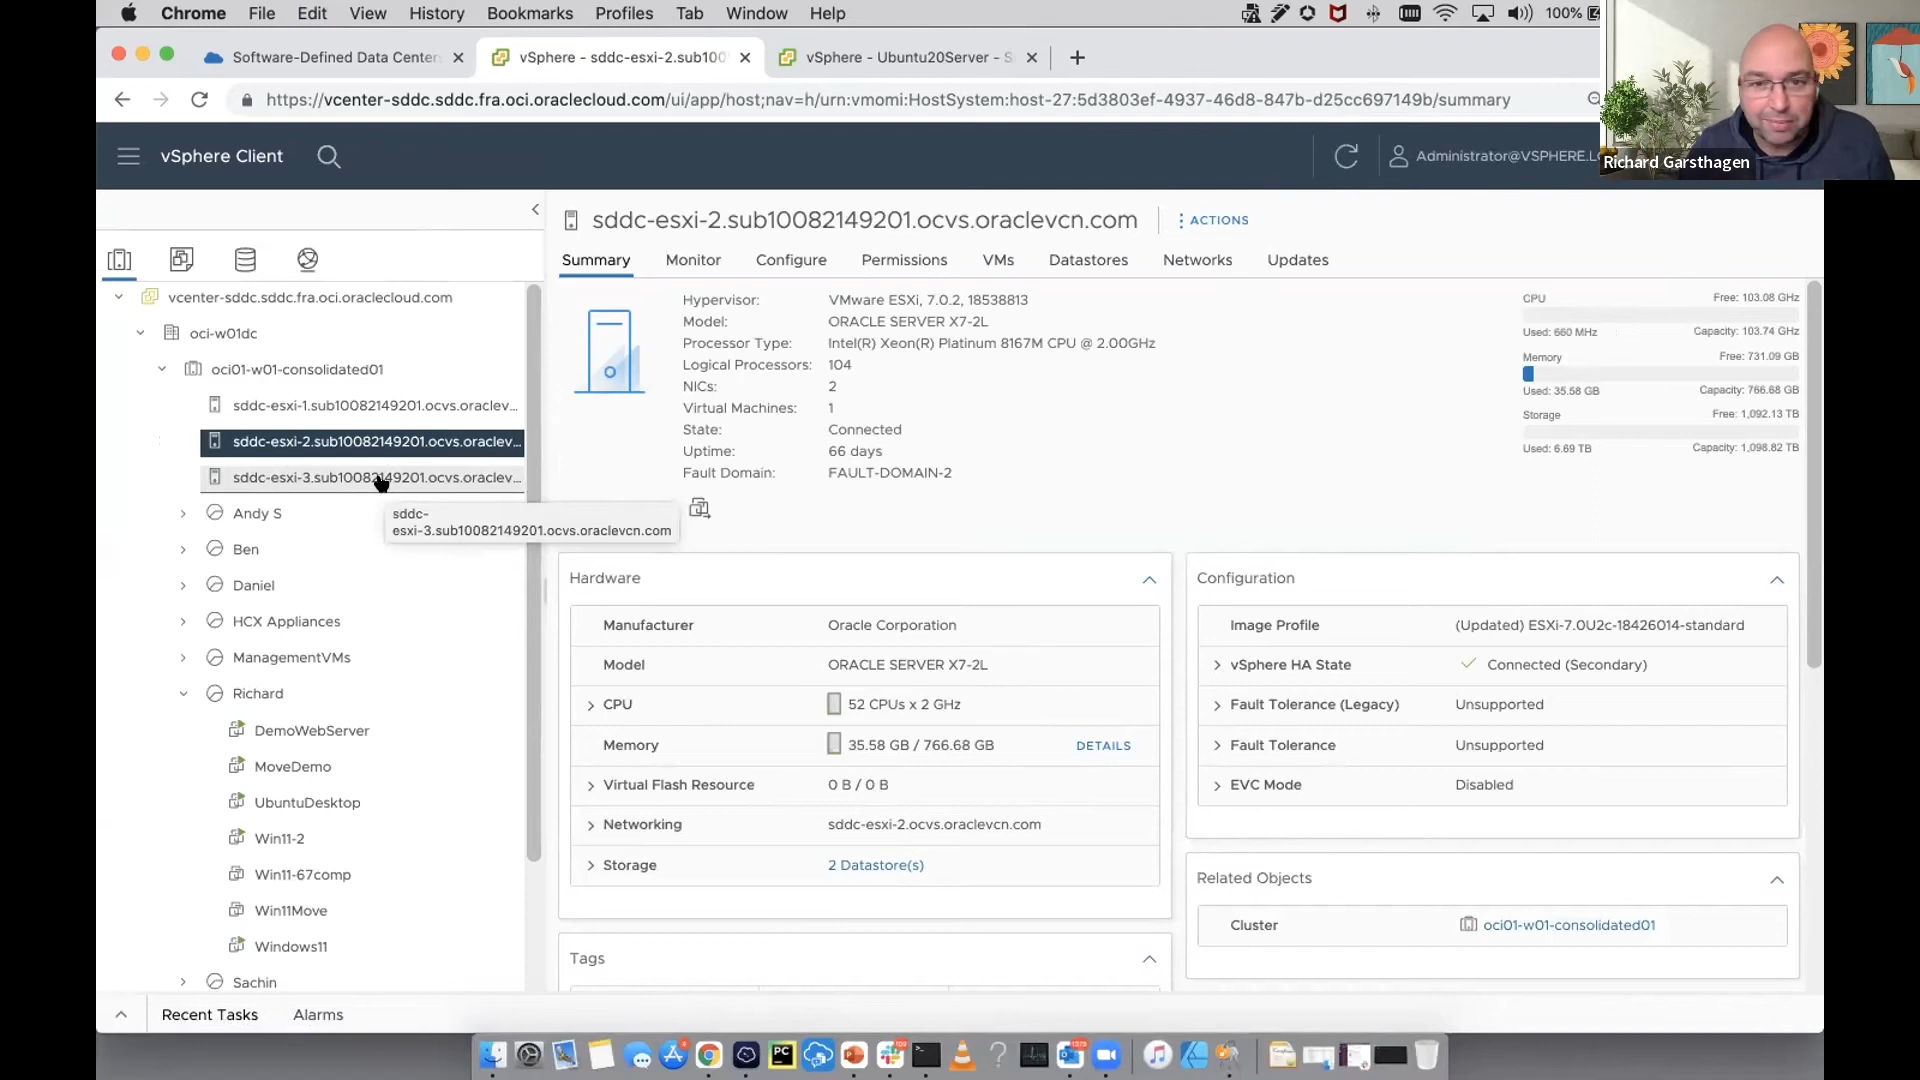 Chrome File Edit View History Bookmarks Profiles Tab Window Help 100%
Software-Defined Data Center vSphere - sddc-esxi-2.sub100 vSphere - Ubuntu20Server - S
https://vcenter-sddc.sddc.fra.oci.oraclecloud.com/ui/app/host;nav=h/urn:vmomi:HostSystem:host-27:5d3803ef-4937-46d8-847b-d25cc697149b/summary
vSphere Client
Administrator@VSPHERE.L
Richard Garsthagen
sddc-esxi-2.sub10082149201.ocvs.oraclevcn.com
ACTIONS
Summary Monitor Configure Permissions VMs Datastores Networks Updates
vcenter-sddc.sddc.fra.oci.oraclecloud.com
oci-w01dc
oci01-w01-consolidated01
sddc-esxi-1.sub10082149201.ocvs.oraclev...
sddc-esxi-2.sub10082149201.ocvs.oraclev...
sddc-esxi-3.sub10082149201.ocvs.oraclev...
sddc-
esxi-3.sub10082149201.ocvs.oraclevcn.com
Andy S
Ben
Daniel
HCX Appliances
ManagementVMs
Richard
DemoWebServer
MoveDemo
UbuntuDesktop
Win11-2
Win11-67comp
Win11Move
Windows11
Sachin
Hypervisor: VMware ESXi, 7.0.2, 18538813
Model: ORACLE SERVER X7-2L
Processor Type: Intel(R) Xeon(R) Platinum 8167M CPU @ 2.00GHz
Logical Processors: 104
NICs: 2
Virtual Machines: 1
State: Connected
Uptime: 66 days
Fault Domain: FAULT-DOMAIN-2
CPU Free: 103.08 GHz
Used: 660 MHz Capacity: 103.74 GHz
Memory Free: 731.09 GB
Used: 35.58 GB Capacity: 766.68 GB
Storage Free: 1,092.13 TB
Used: 6.69 TB Capacity: 1,098.82 TB
Hardware
Manufacturer Oracle Corporation
Model ORACLE SERVER X7-2L
CPU 52 CPUs x 2 GHz
Memory 35.58 GB / 766.68 GB DETAILS
Virtual Flash Resource 0 B / 0 B
Networking sddc-esxi-2.ocvs.oraclevcn.com
Storage 2 Datastore(s)
Tags
Configuration
Image Profile (Updated) ESXi-7.0U2c-18426014-standard
vSphere HA State Connected (Secondary)
Fault Tolerance (Legacy) Unsupported
Fault Tolerance Unsupported
EVC Mode Disabled
Related Objects
Cluster oci01-w01-consolidated01
Recent Tasks Alarms
PC